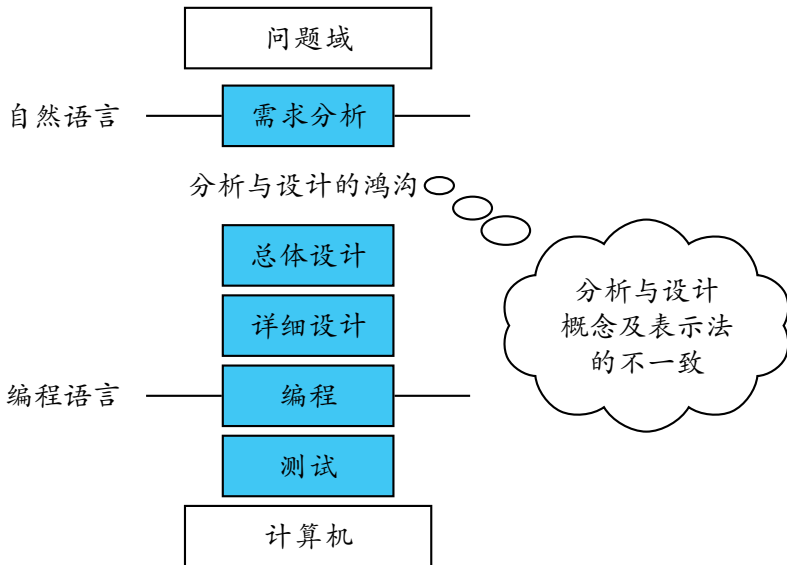 问题域
自然语言
需求分析
分析与设计的鸿沟
总体设计
详细设计
分析与设计
概念及表示法
的不一致
编程语言
编程
测试
计算机